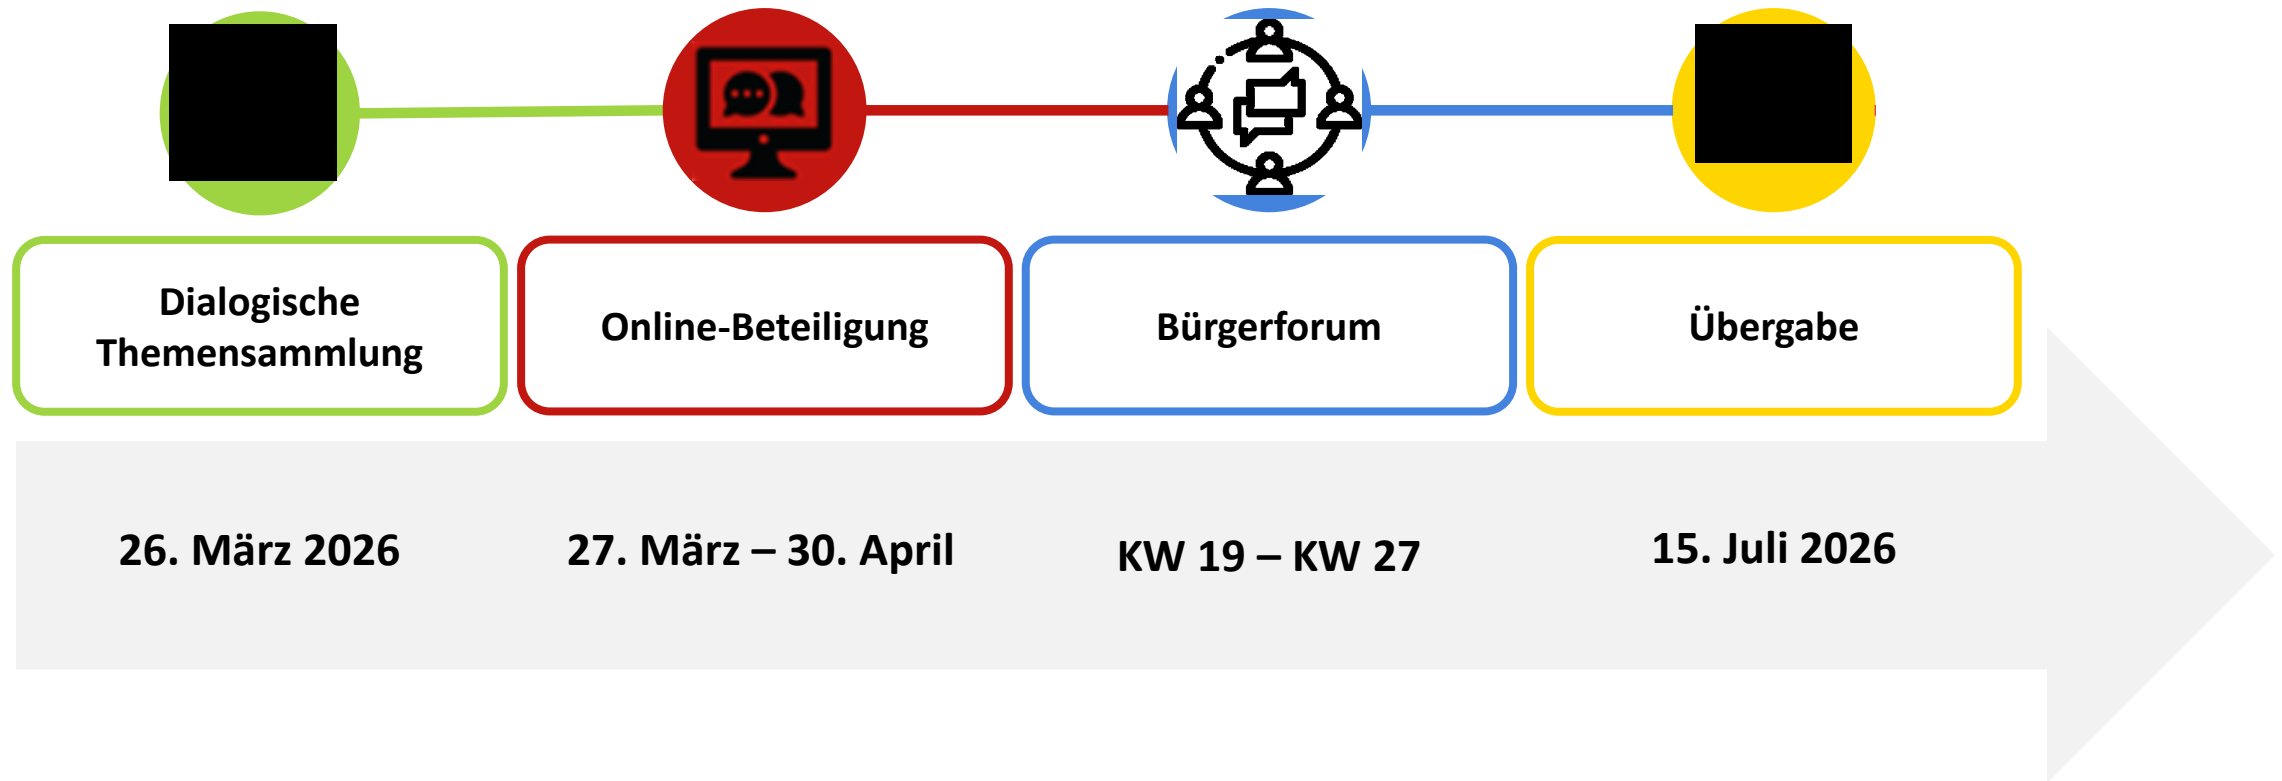 Dialogische
Themensammlung
Online-Beteiligung
Bürgerforum
Übergabe
26. März 2026
27. März – 30. April
KW 19 – KW 27
15. Juli 2026